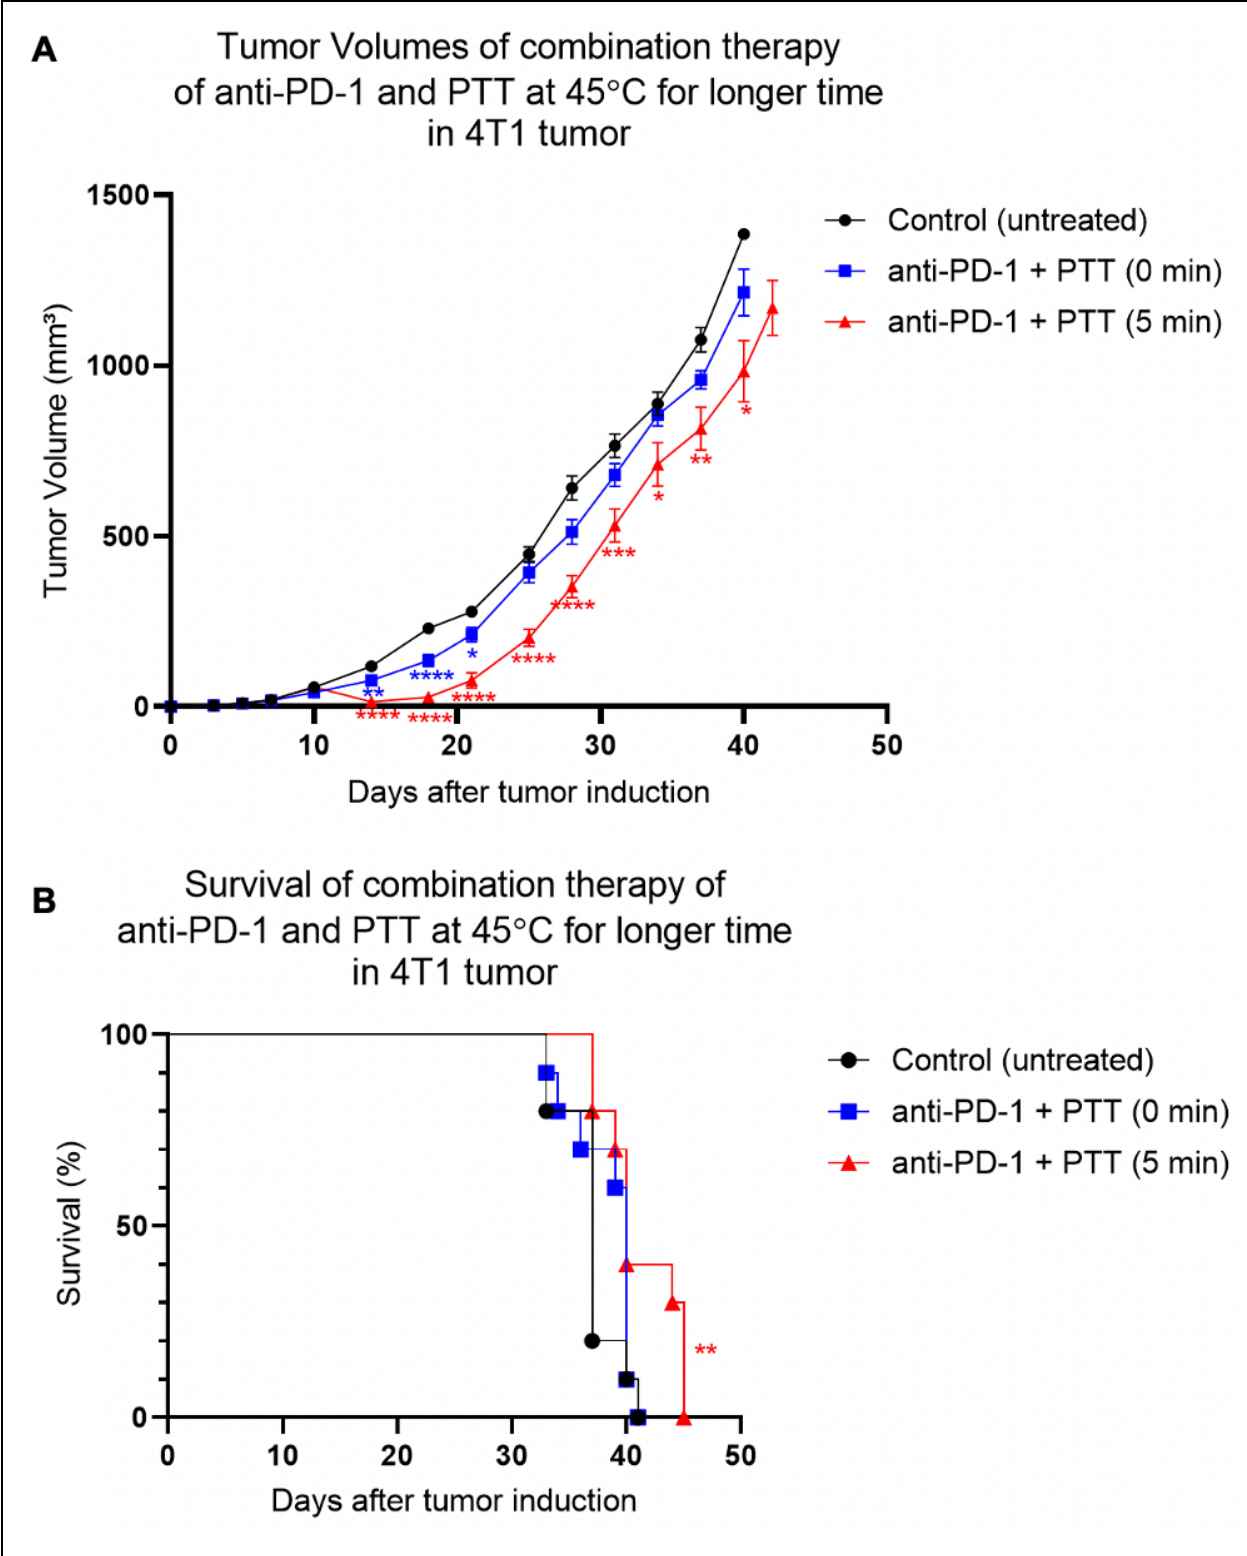 A
Tumor Volumes of combination therapy
of anti-PD-1 and PTT at 45°C for longer time
in 4T1 tumor
1500
1000
500
0
Tumor Volume (mm³)
Control (untreated)
anti-PD-1 + PTT (0 min)
anti-PD-1 + PTT (5 min)
**
****
*
****
****
****
****
****
***
*
**
*
0 10 20 30 40 50
Days after tumor induction
B
Survival of combination therapy of
anti-PD-1 and PTT at 45°C for longer time
in 4T1 tumor
100
50
0
Survival (%)
Control (untreated)
anti-PD-1 + PTT (0 min)
anti-PD-1 + PTT (5 min)
**
0 10 20 30 40 50
Days after tumor induction